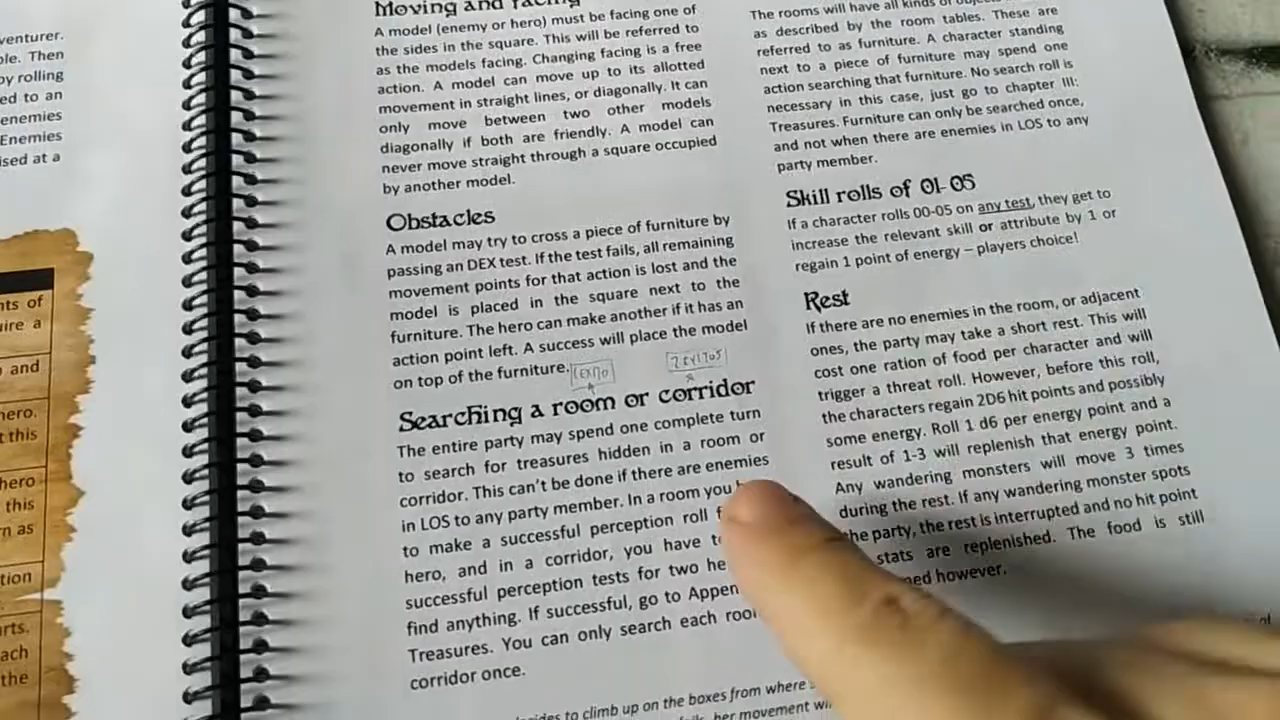 venturer.
ple. Then
by rolling
ed to an
enemies
Enemies
ised at a
nts of
uire a
and
hero.
t this
hero
this
rn as
tion
arts.
each
the
Moving and facing
A model (enemy or hero) must be facing one of
the sides in the square. This will be referred to
as the models facing. Changing facing is a free
action. A model can move up to its allotted
movement in straight lines, or diagonally. It can
only move between two other models
diagonally if both are friendly. A model can
never move straight through a square occupied
by another model.
Obstacles
A model may try to cross a piece of furniture by
passing an DEX test. If the test fails, all remaining
movement points for that action is lost and the
model is placed in the square next to the
furniture. The hero can make another if it has an
action point left. A success will place the model
on top of the furniture.
Searching a room or corridor
The entire party may spend one complete turn
to search for treasures hidden in a room or
corridor. This can't be done if there are enemies
in LOS to any party member. In a room you
to make a successful perception roll
hero, and in a corridor, you have
successful perception tests for two
find anything. If successful, go to
Treasures. You can only search each
corridor once.
to climb up on the boxes from where
her movement
The rooms will have all kinds of
as described by the room tables. These are
referred to as furniture. A character standing
next to a piece of furniture may spend one
action searching that furniture. No search roll is
necessary in this case, just go to chapter III:
Treasures. Furniture can only be searched once,
and not when there are enemies in LOS to any
party member.
Skill rolls of 01-05
If a character rolls 00-05 on any test, they get to
increase the relevant skill or attribute by 1 or
regain 1 point of energy – players choice!
Rest
If there are no enemies in the room, or adjacent
ones, the party may take a short rest. This will
cost one ration of food per character and will
trigger a threat roll. However, before this roll,
the characters regain 2D6 hit points and possibly
some energy. Roll 1 d6 per energy point and a
result of 1-3 will replenish that energy point.
Any wandering monsters will move 3 times
during the rest. If any wandering monster spots
the party, the rest is interrupted and no hit point
stats are replenished. The food is still
however.